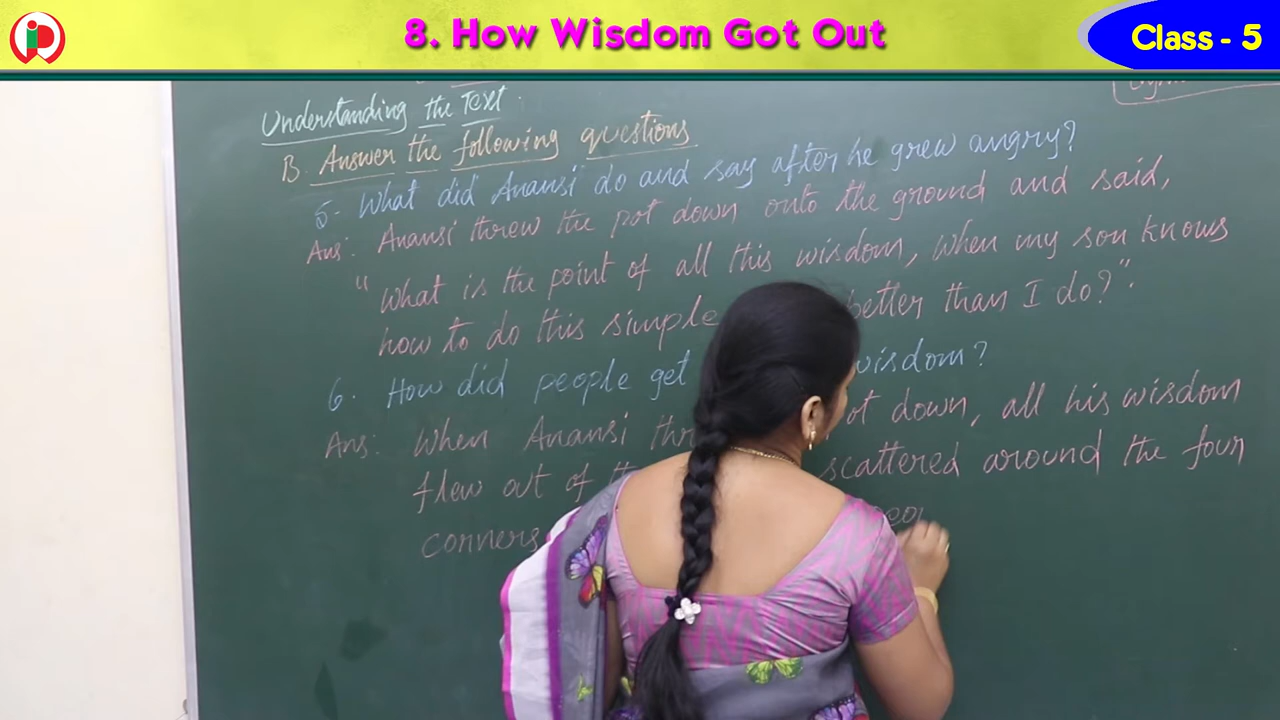 8. How Wisdom Got Out
Class - 5
Understanding the Text.
B. Answer the following questions
5. What did Anansi do and say after he grew angry?
Ans: Anansi threw the pot down onto the ground and said,
"What is the point of all this wisdom, when my son knows
how to do this simple better than I do?".
6. How did people get wisdom?
Ans: When Anansi down, all his wisdom
flew out of scattered around the four
corners